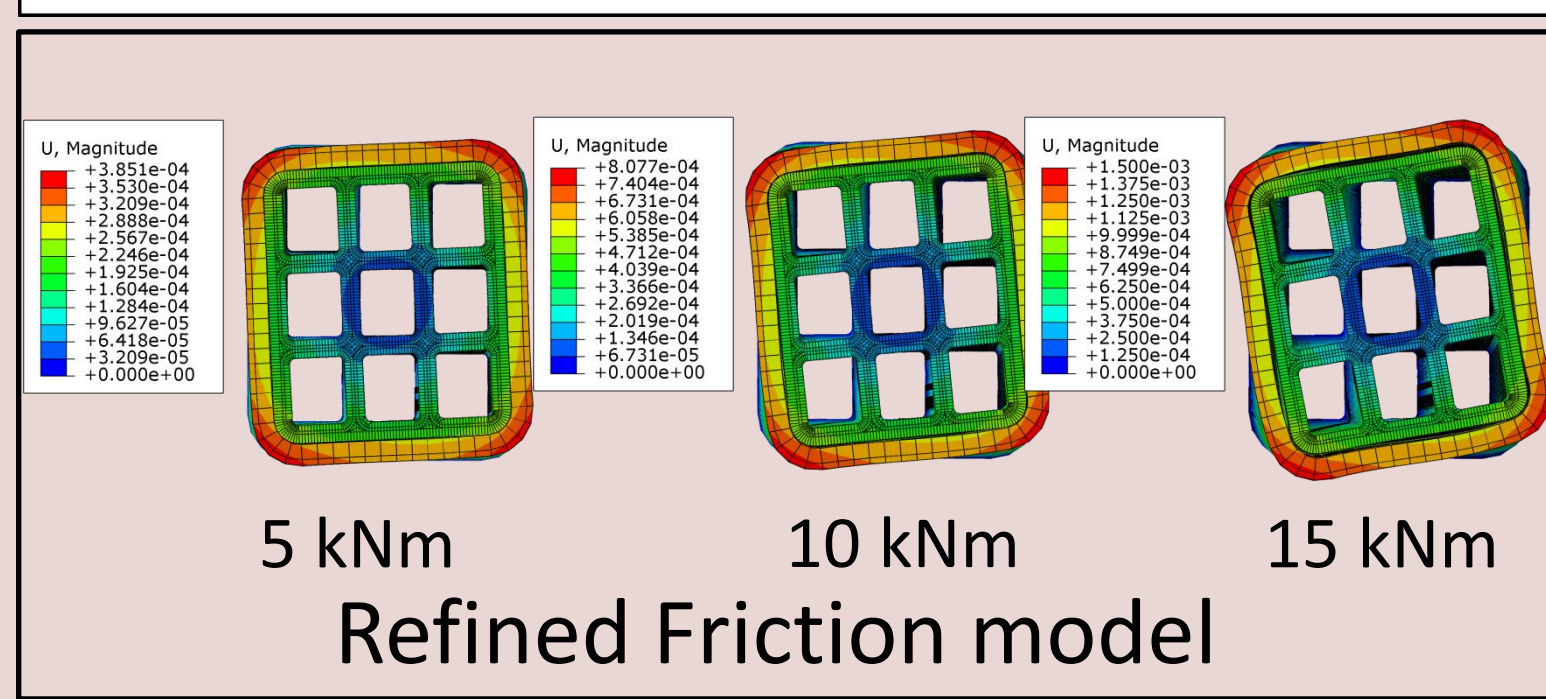 U, Magnitude
+3.851e-04
+3.530e-04
+3.209e-04
+2.888e-04
+2.567e-04
+2.246e-04
+1.925e-04
+1.604e-04
+1.284e-04
+9.627e-05
+6.418e-05
+3.209e-05
+0.000e+00
U, Magnitude
+8.077e-04
+7.404e-04
+6.731e-04
+6.058e-04
+5.385e-04
+4.712e-04
+4.039e-04
+3.366e-04
+2.692e-04
+2.019e-04
+1.346e-04
+6.731e-05
+0.000e+00
U, Magnitude
+1.500e-03
+1.375e-03
+1.250e-03
+1.125e-03
+9.999e-04
+8.749e-04
+7.499e-04
+6.250e-04
+5.000e-04
+3.750e-04
+2.500e-04
+1.250e-04
+0.000e+00
5 kNm
10 kNm
15 kNm
Refined Friction model